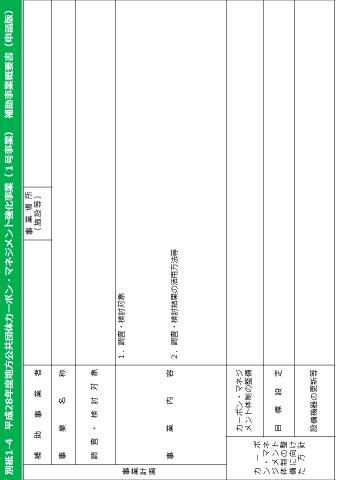 別紙1-4　平成28年度地方公共団体カーボン・マネジメント強化事業（1号事業）　補助事業概要書（申請版）
補助事業者
事業場所
（施設等）
事業名称
事業計画
調査・検討対象
事業内容
1．調査・検討対象
2．調査・検討結果の活用方法等
カーボ
ン・マネ
ジメント
体制の整
備に向け
た方針
カーボン・マネジ
メント体制の整備
目標設定
設備機器の更新等